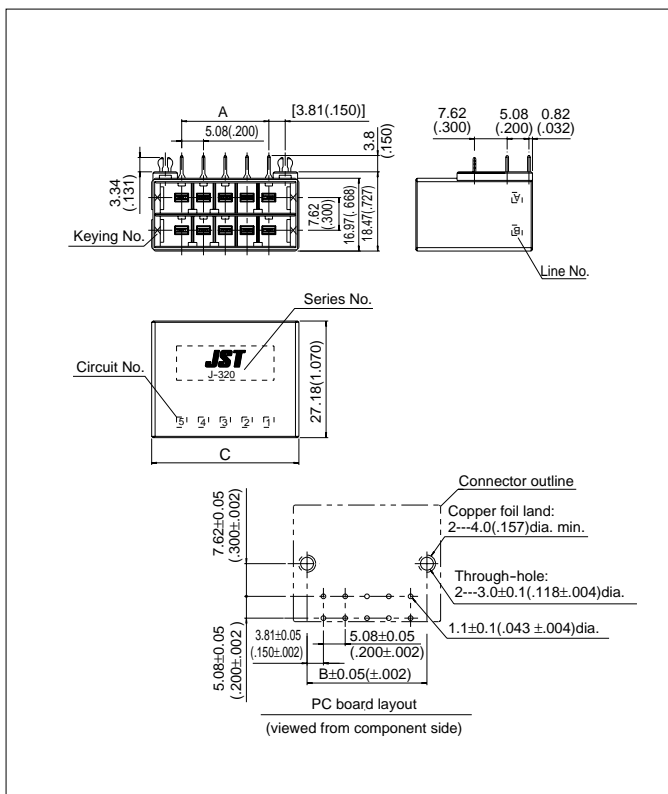 A
[3.81(.150)]
5.08(.200)
3.8
(.150)
3.34
(.131)
7.62
(.300)
16.97(.668)
18.47(.727)
Keying No.
7.62
(.300)
5.08
(.200)
0.82
(.032)
A
B
Line No.
Series No.
JST
J-320
Circuit No.
5 4 3 2 1
27.18(1.070)
C
Connector outline
Copper foil land:
2---4.0(.157)dia. min.
Through-hole:
2---3.0±0.1(.118±.004)dia.
1.1±0.1(.043 ±.004)dia.
7.62±0.05
(.300±.002)
5.08±0.05
(.200±.002)
3.81±0.05
(.150±.002)
5.08±0.05
(.200±.002)
B±0.05(±.002)
PC board layout
(viewed from component side)